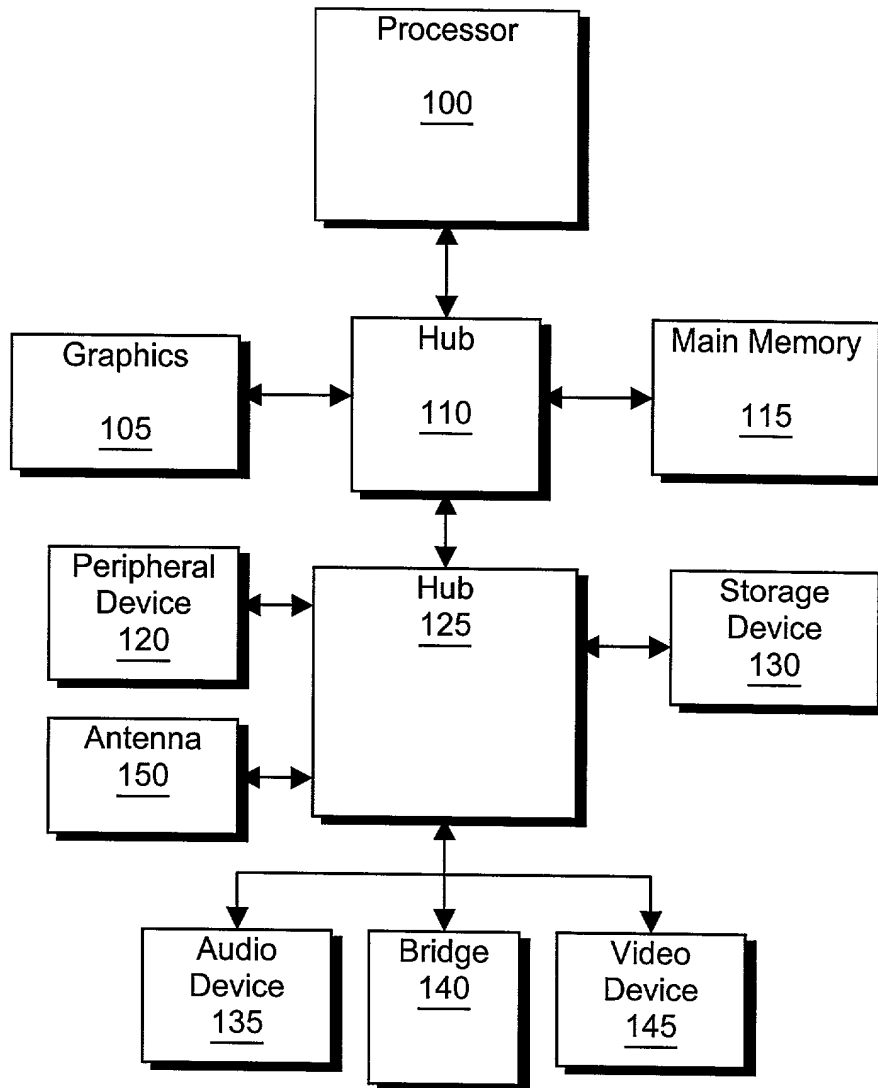 Processor
100
Graphics
105
Hub
110
Main Memory
115
Peripheral
Device
120
Hub
125
Storage
Device
130
Antenna
150
Audio
Device
135
Bridge
140
Video
Device
145